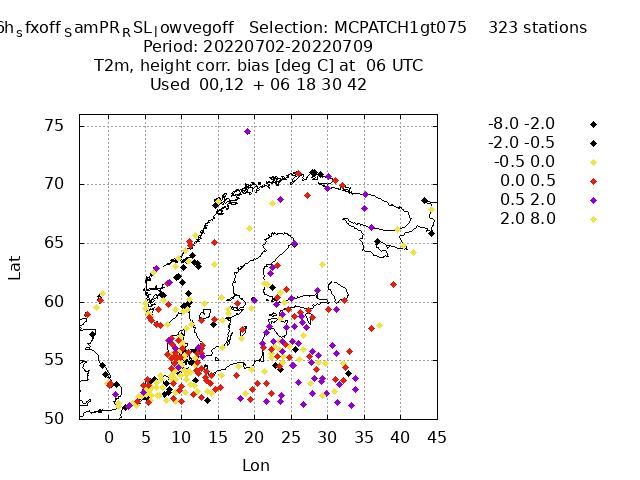 6h_sfxoff_SamPR_RSL_lowvegoff Selection: MCPATCH1gt075 323 stations
Period: 20220702-20220709
T2m, height corr. bias [deg C] at 06 UTC
Used 00,12 + 06 18 30 42
-8.0 -2.0
-2.0 -0.5
-0.5 0.0
0.0 0.5
0.5 2.0
2.0 8.0
75
70
65
60
55
50
Lat
0 5 10 15 20 25 30 35 40 45
Lon